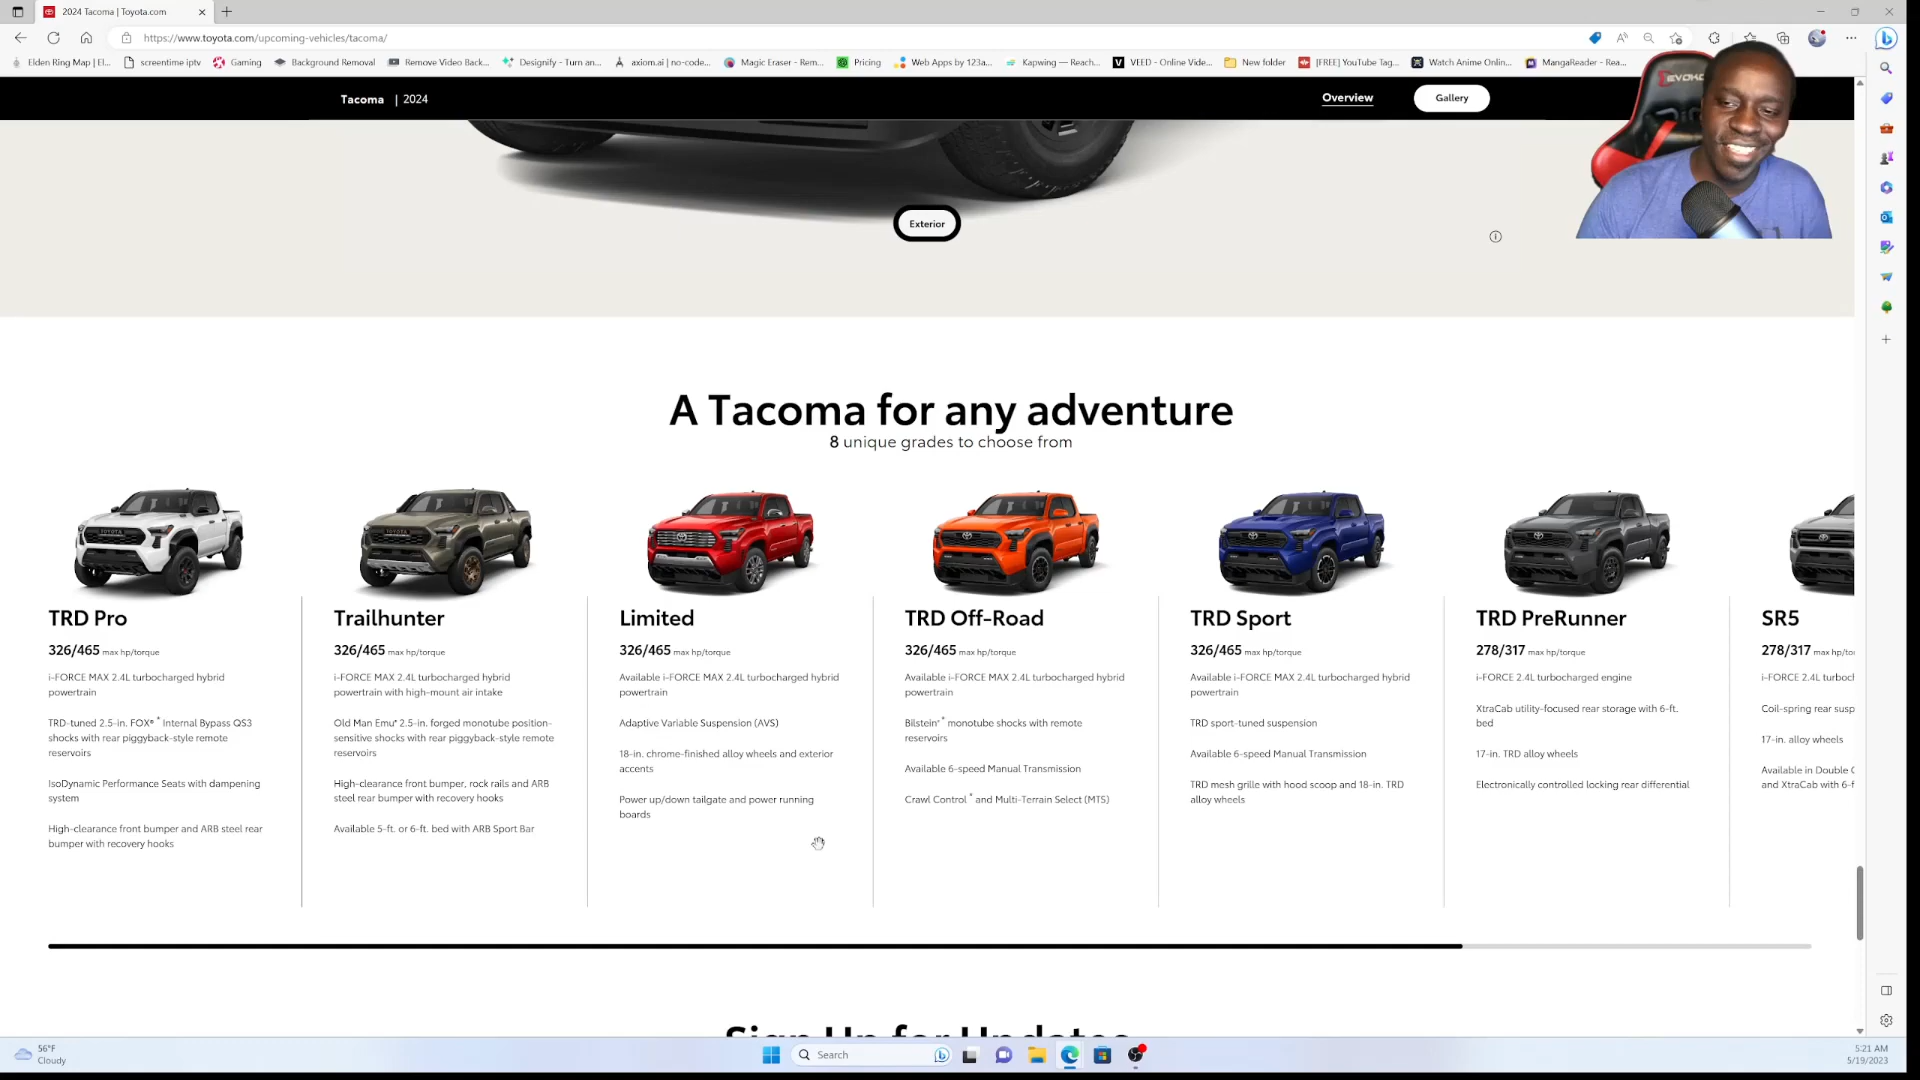 2024 Tacoma | Toyota.com
https://www.toyota.com/upcoming-vehicles/tacoma/
Elden Ring Map | El...
screentime iptv
Gaming
Background Removal
Remove Video Back...
Designify - Turn an...
axiom.ai | no-code...
Magic Eraser - Rem...
Pricing
Web Apps by 123a...
Kapwing — Reach...
VEED - Online Vide...
New folder
[FREE] YouTube Tag...
Watch Anime Onlin...
MangaReader - Rea...
Tacoma | 2024
Overview
Gallery
Exterior
A Tacoma for any adventure
8 unique grades to choose from
TRD Pro
326/465 max hp/torque
i-FORCE MAX 2.4L turbocharged hybrid
powertrain
TRD-tuned 2.5-in. FOX®* Internal Bypass QS3
shocks with rear piggyback-style remote
reservoirs
IsoDynamic Performance Seats with dampening
system
High-clearance front bumper and ARB steel rear
bumper with recovery hooks
Trailhunter
326/465 max hp/torque
i-FORCE MAX 2.4L turbocharged hybrid
powertrain with high-mount air intake
Old Man Emu* 2.5-in. forged monotube position-
sensitive shocks with rear piggyback-style remote
reservoirs
High-clearance front bumper, rock rails and ARB
steel rear bumper with recovery hooks
Available 5-ft. or 6-ft. bed with ARB Sport Bar
Limited
326/465 max hp/torque
Available i-FORCE MAX 2.4L turbocharged hybrid
powertrain
Adaptive Variable Suspension (AVS)
18-in. chrome-finished alloy wheels and exterior
accents
Power up/down tailgate and power running
boards
TRD Off-Road
326/465 max hp/torque
Available i-FORCE MAX 2.4L turbocharged hybrid
powertrain
Bilstein®* monotube shocks with remote
reservoirs
Available 6-speed Manual Transmission
Crawl Control* and Multi-Terrain Select (MTS)
TRD Sport
326/465 max hp/torque
Available i-FORCE MAX 2.4L turbocharged hybrid
powertrain
TRD sport-tuned suspension
Available 6-speed Manual Transmission
TRD mesh grille with hood scoop and 18-in. TRD
alloy wheels
TRD PreRunner
278/317 max hp/torque
i-FORCE 2.4L turbocharged engine
XtraCab utility-focused rear storage with 6-ft.
bed
17-in. TRD alloy wheels
Electronically controlled locking rear differential
SR5
278/317 max hp/to
i-FORCE 2.4L turboc
Coil-spring rear susp
17-in. alloy wheels
Available in Double C
and XtraCab with 6-f
Sign Up for Updates
56°F
Cloudy
Search
5:21 AM
5/19/2023